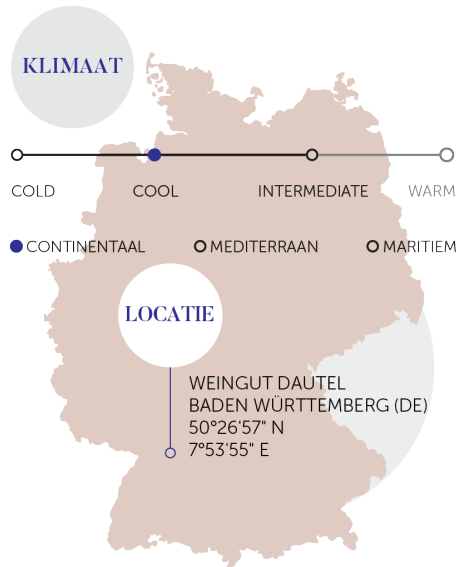 KLIMAAT
COLD COOL INTERMEDIATE WARM
CONTINENTAAL MEDITERRAAN MARITIEM
LOCATIE
WEINGUT DAUTEL
BADEN WÜRTTEMBERG (DE)
50°26'57" N
7°53'55" E